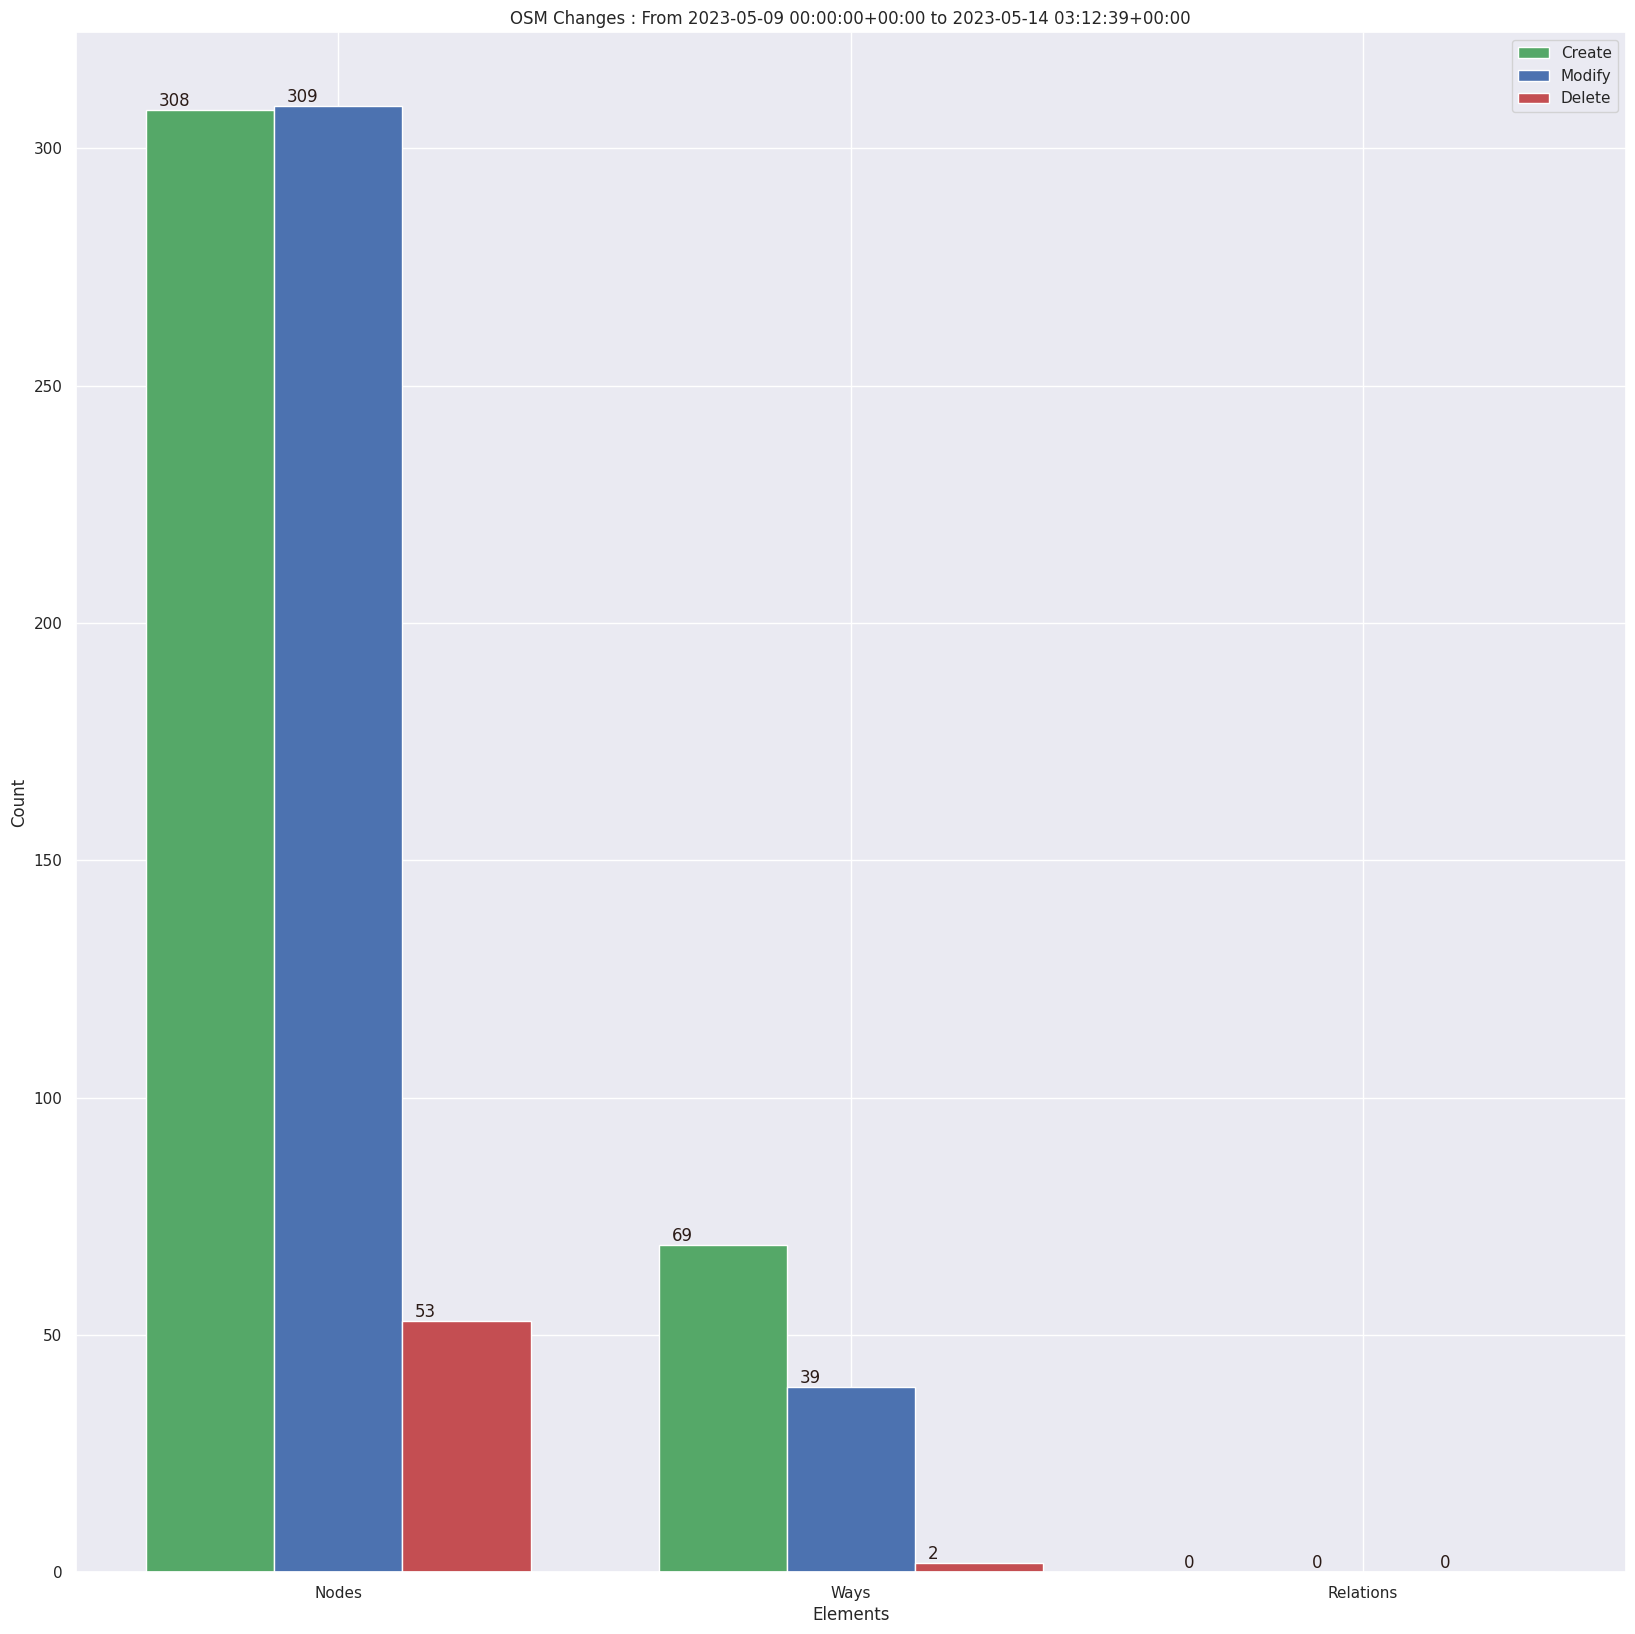 OSM Changes : From 2023-05-09 00:00:00+00:00 to 2023-05-14 03:12:39+00:00
Create
Modify
Delete
308
309
53
69
39
2
0
0
0
300
250
200
150
100
50
0
Count
Nodes
Ways
Relations
Elements